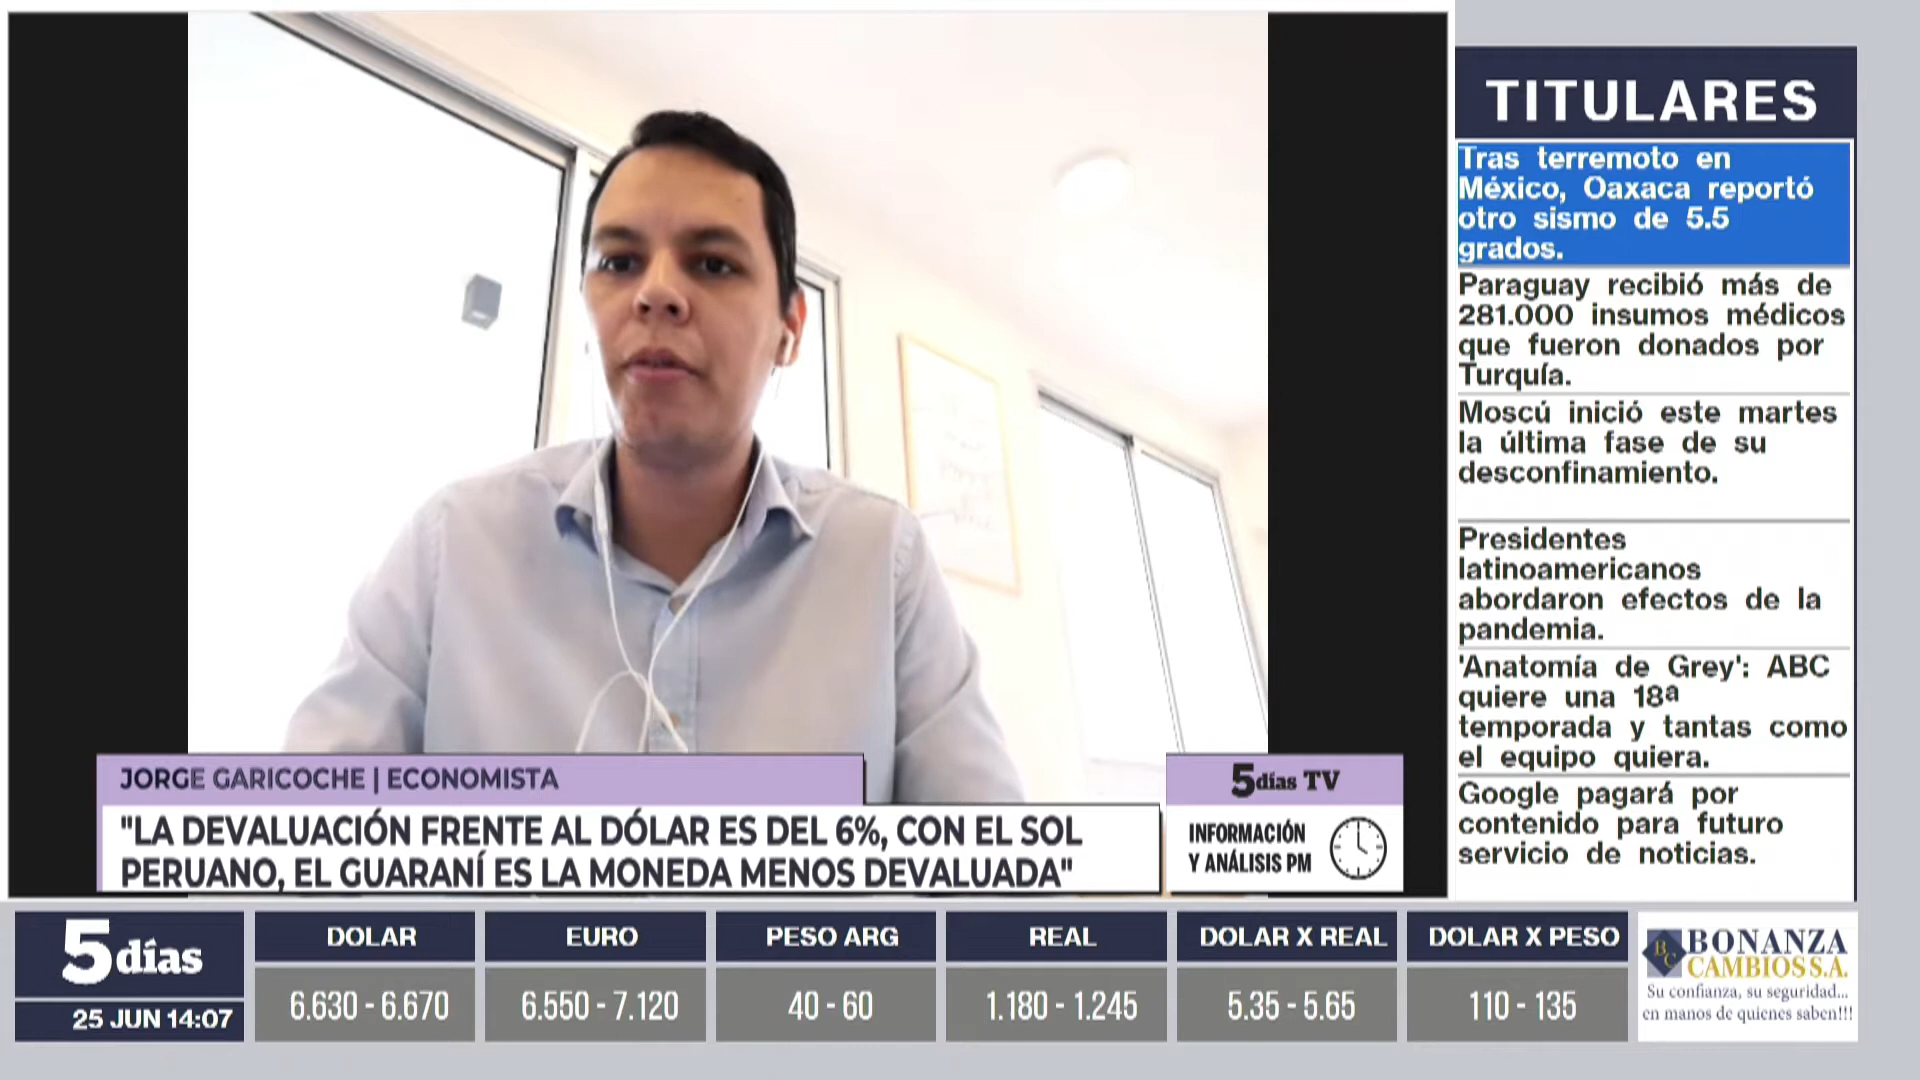 TITULARES
Tras terremoto en
México, Oaxaca reportó
otro sismo de 5.5
grados.
Paraguay recibió más de
281.000 insumos médicos
que fueron donados por
Turquía.
Moscú inició este martes
la última fase de su
desconfinamiento.
Presidentes
latinoamericanos
abordaron efectos de la
pandemia.
'Anatomía de Grey': ABC
quiere una 18ª
temporada y tantas como
el equipo quiera.
Google pagará por
contenido para futuro
servicio de noticias.
JORGE GARICOCHE | ECONOMISTA
"LA DEVALUACIÓN FRENTE AL DÓLAR ES DEL 6%, CON EL SOL
PERUANO, EL GUARANÍ ES LA MONEDA MENOS DEVALUADA"
5días TV
INFORMACIÓN
Y ANÁLISIS PM
5días
25 JUN 14:07
DOLAR
6.630 - 6.670
EURO
6.550 - 7.120
PESO ARG
40 - 60
REAL
1.180 - 1.245
DOLAR X REAL
5.35 - 5.65
DOLAR X PESO
110 - 135
BC
BONANZA
CAMBIOS S.A.
Su confianza, su seguridad...
en manos de quienes saben!!!